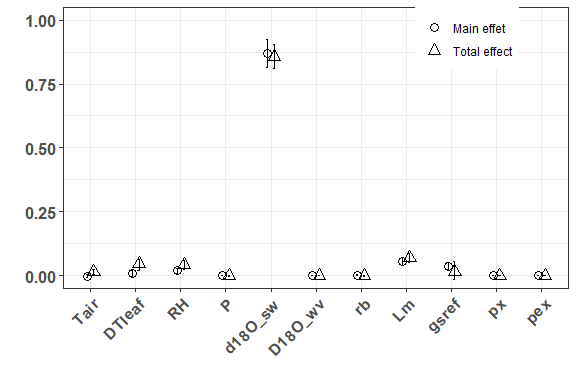 1.00
0.75
0.50
0.25
0.00
Main effet
Total effect
Tair
DTleaf
RH
P
d18O_sw
D18O_wv
rb
Lm
gsref
px
pex